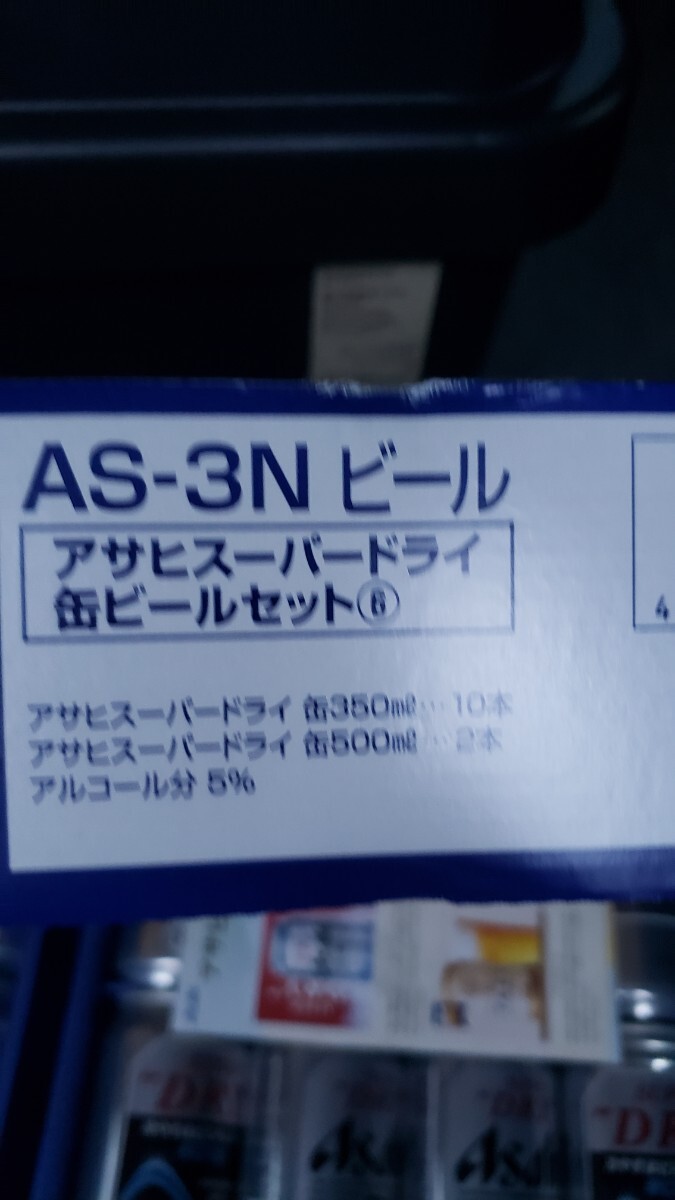 AS-3N ビール
アサヒスーパードライ
缶ビールセット⑥
アサヒスーパードライ 缶350mℓ…10本
アサヒスーパードライ 缶500mℓ…2本
アルコール分 5%
4
DR
DR